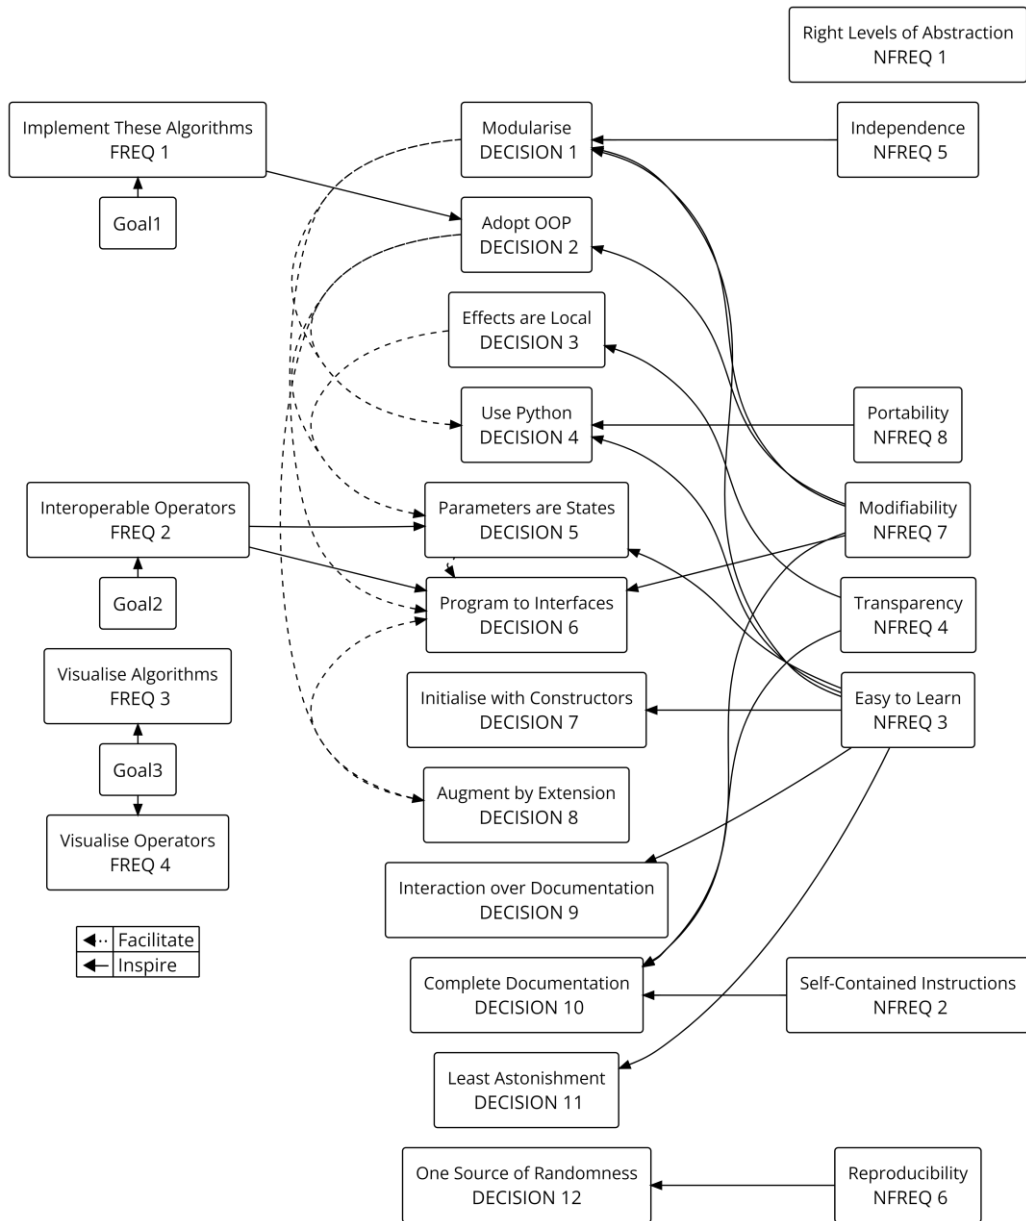 Right Levels of Abstraction
NFREQ 1
Implement These Algorithms
FREQ 1
Modularise
DECISION 1
Independence
NFREQ 5
Goal1
Adopt OOP
DECISION 2
Effects are Local
DECISION 3
Use Python
DECISION 4
Portability
NFREQ 8
Interoperable Operators
FREQ 2
Parameters are States
DECISION 5
Modifiability
NFREQ 7
Goal2
Program to Interfaces
DECISION 6
Transparency
NFREQ 4
Visualise Algorithms
FREQ 3
Initialise with Constructors
DECISION 7
Easy to Learn
NFREQ 3
Goal3
Augment by Extension
DECISION 8
Visualise Operators
FREQ 4
Interaction over Documentation
DECISION 9
Facilitate
Inspire
Complete Documentation
DECISION 10
Self-Contained Instructions
NFREQ 2
Least Astonishment
DECISION 11
One Source of Randomness
DECISION 12
Reproducibility
NFREQ 6